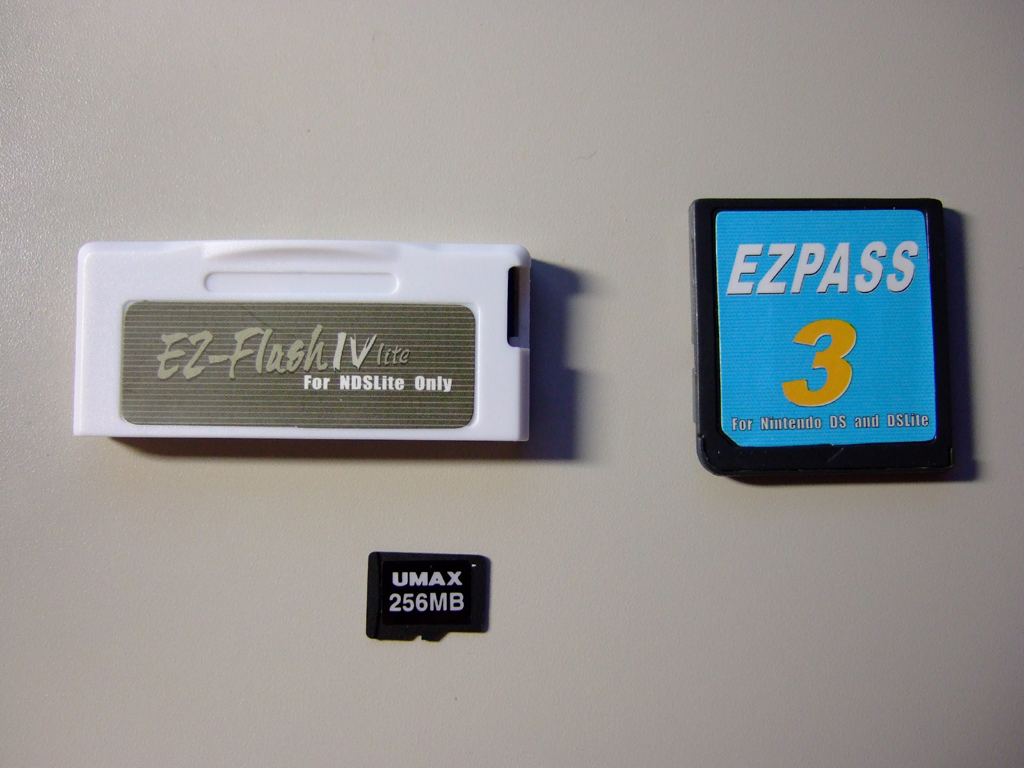 EZ-Flash IV lite
For NDSLite Only
EZPASS
3
For Nintendo DS and DSLite
UMAX
256MB